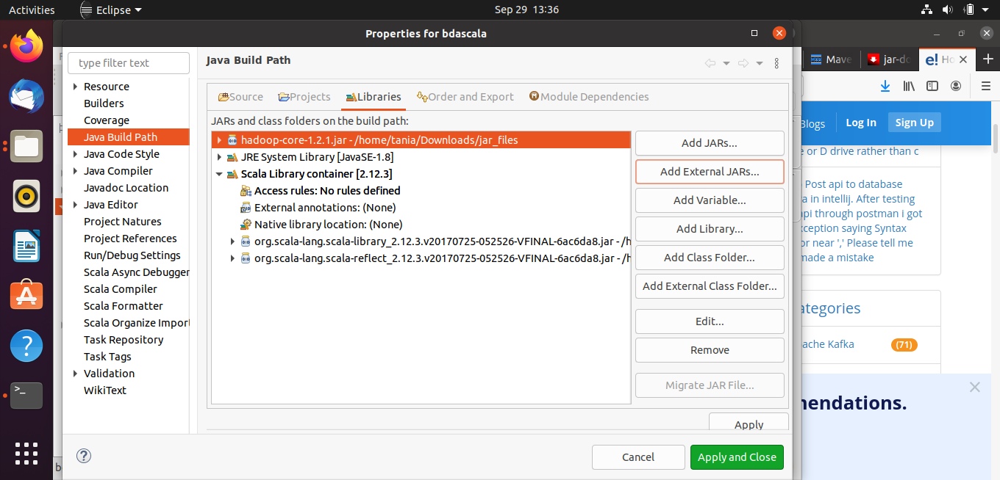 Activities
Eclipse
Sep 29 13:36
Properties for bdascala
type filter text
Resource
Builders
Coverage
Java Build Path
Java Code Style
Java Compiler
Javadoc Location
Java Editor
Project Natures
Project References
Run/Debug Settings
Scala Async Debugger
Scala Compiler
Scala Formatter
Scala Organize Import
Task Repository
Task Tags
Validation
WikiText
Java Build Path
Source
Projects
Libraries
Order and Export
Module Dependencies
JARs and class folders on the build path:
hadoop-core-1.2.1.jar - /home/tania/Downloads/jar_files
JRE System Library [JavaSE-1.8]
Scala Library container [2.12.3]
Access rules: No rules defined
External annotations: (None)
Native library location: (None)
org.scala-lang.scala-library_2.12.3.v20170725-052526-VFINAL-6ac6da8.jar - /h
org.scala-lang.scala-reflect_2.12.3.v20170725-052526-VFINAL-6ac6da8.jar - /h
Add JARs...
Add External JARs...
Add Variable...
Add Library...
Add Class Folder...
Add External Class Folder...
Edit...
Remove
Migrate JAR File...
Apply
Cancel
Apply and Close
Mave
jar-do
e! Ho
Blogs
Log In
Sign Up
e or D drive rather than c
Post api to database
a in intellij. After testing
api through postman i got
xception saying Syntax
or near ',' Please tell me
made a mistake
ategories
ache Kafka
(71)
nendations.